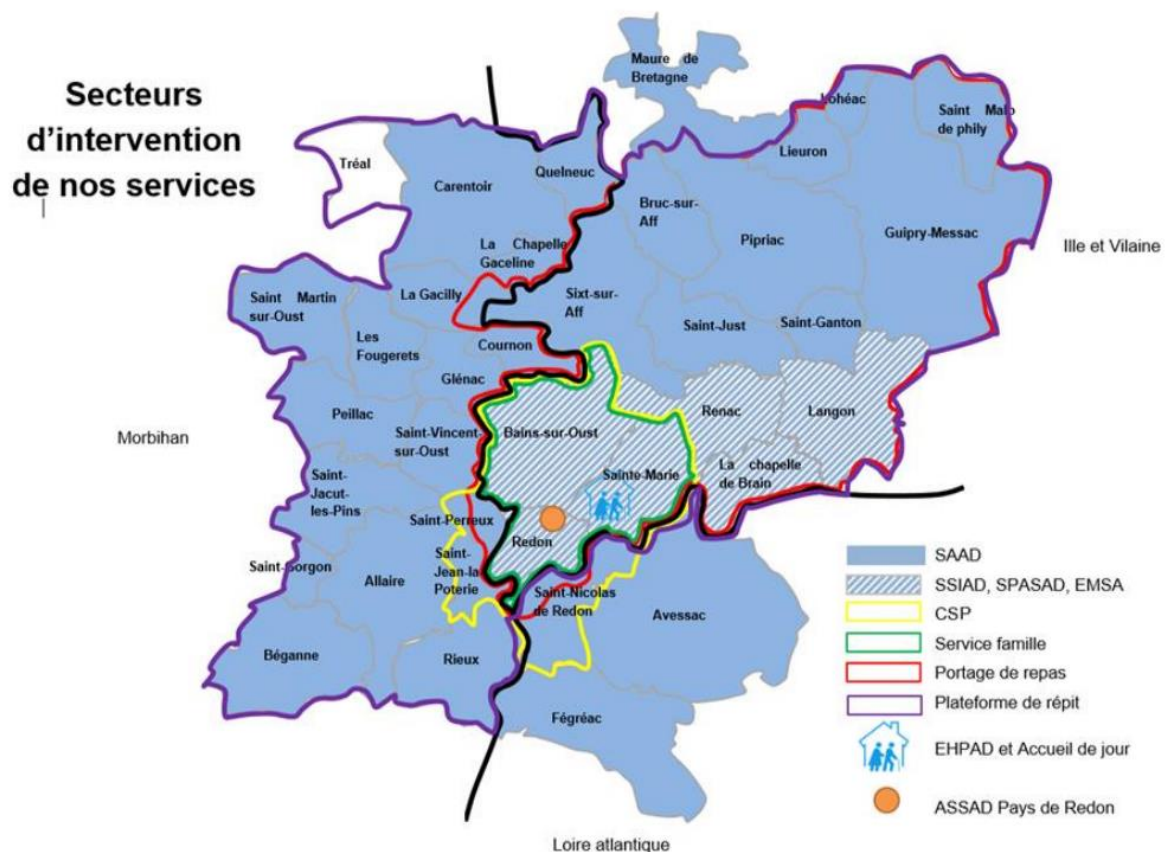 Secteurs
d’intervention
de nos services
Maure de
Bretagne
Lohéac
Saint Malo
de phily
Tréal
Carentoir
Quelneuc
Lieuron
Bruc-sur-
Aff
Pipriac
Guipry-Messac
Ille et Vilaine
La Chapelle
Gaceline
La Gacilly
Sixt-sur-
Aff
Saint Martin
sur-Oust
Saint-Just
Saint-Ganton
Les
Fougerets
Cournon
Glénac
Peillac
Renac
Langon
Morbihan
Saint-Vincent-
sur-Oust
Bains-sur-Oust
La chapelle
de Brain
Sainte-Marie
Saint-
Jacut-
les-Pins
Saint-Perreux
Redon
Saint-Gorgon
Allaire
Saint-
Jean-la
Poterie
Saint-Nicolas
de Redon
Avessac
Béganne
Rieux
Fégréac
SAAD
SSIAD, SPASAD, EMSA
CSP
Service famille
Portage de repas
Plateforme de répit
EHPAD et Accueil de jour
ASSAD Pays de Redon
Loire atlantique